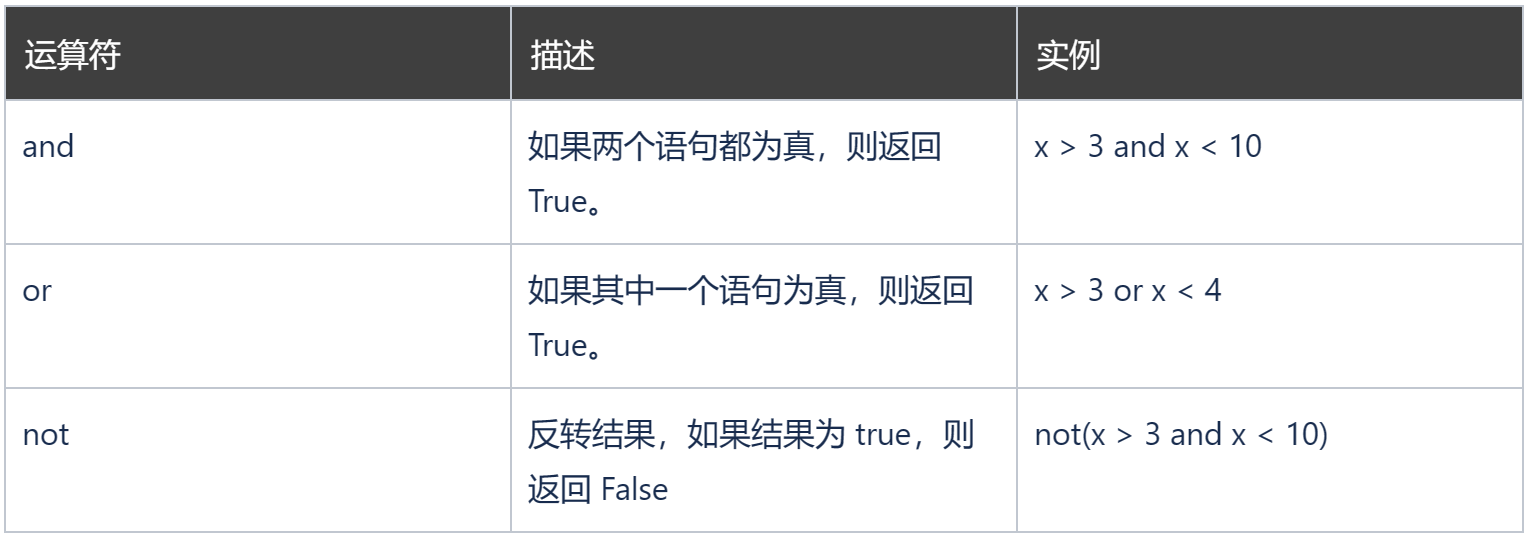 运算符 描述 实例
and 如果两个语句都为真，则返回 x > 3 and x < 10
True。
or 如果其中一个语句为真，则返回 x > 3 or x < 4
True。
not 反转结果，如果结果为 true，则 not(x > 3 and x < 10)
返回 False